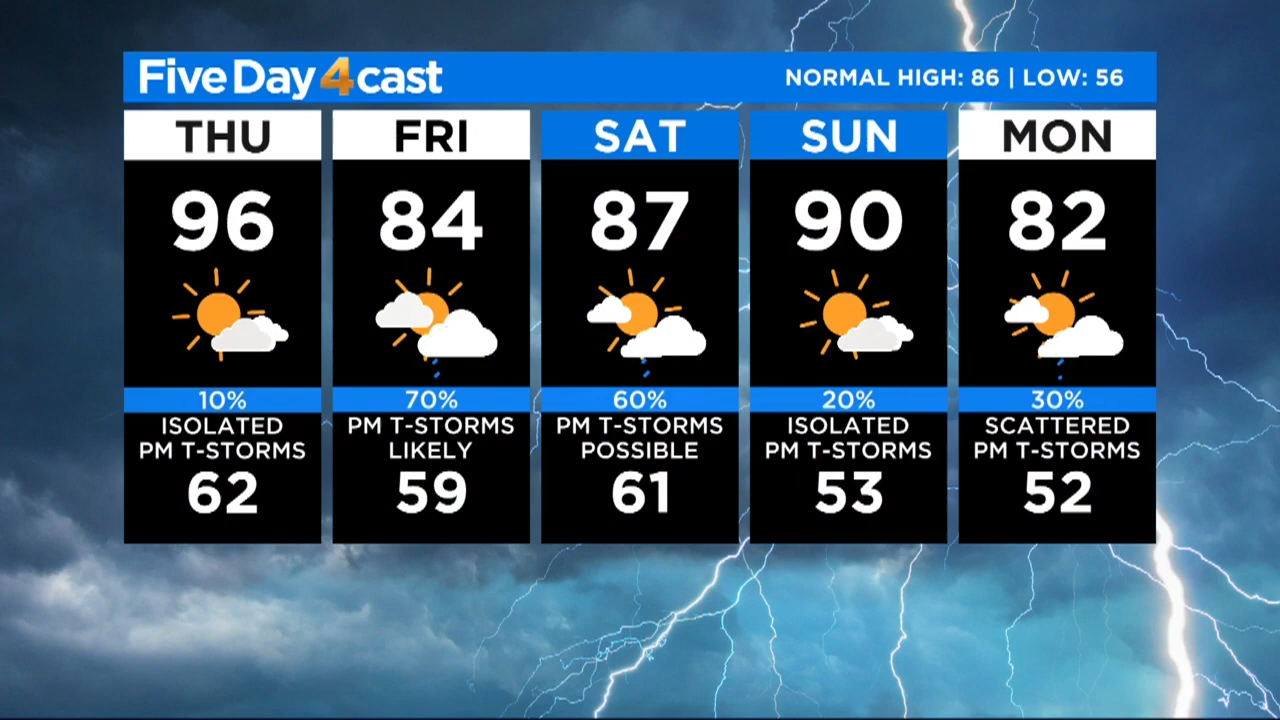 Five Day 4cast
NORMAL HIGH: 86 | LOW: 56
THU
96
10%
ISOLATED
PM T-STORMS
62
FRI
84
70%
PM T-STORMS
LIKELY
59
SAT
87
60%
PM T-STORMS
POSSIBLE
61
SUN
90
20%
ISOLATED
PM T-STORMS
53
MON
82
30%
SCATTERED
PM T-STORMS
52